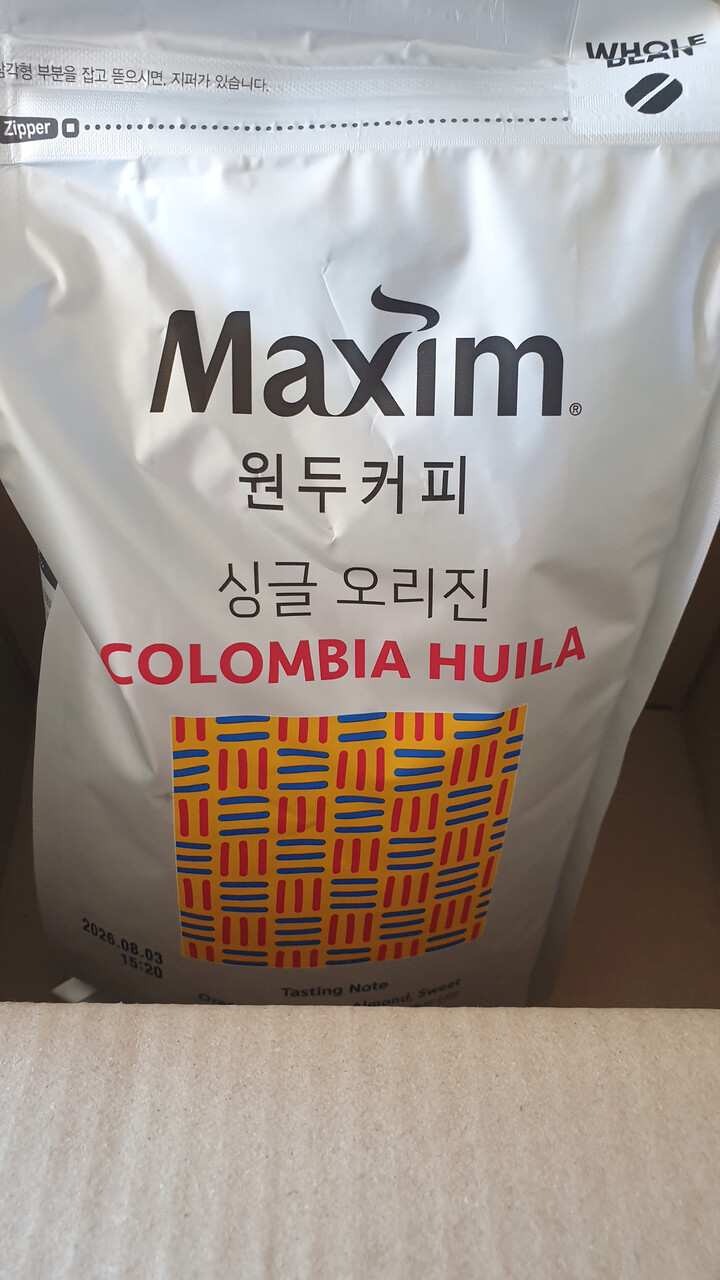 삼각형 부분을 잡고 뜯으시면, 지퍼가 있습니다.
WHOLE
BEAN
Zipper
Maxim®
원두커피
싱글 오리진
COLOMBIA HUILA
2026.08.03
15:20
Tasting Note
Almond, Sweet